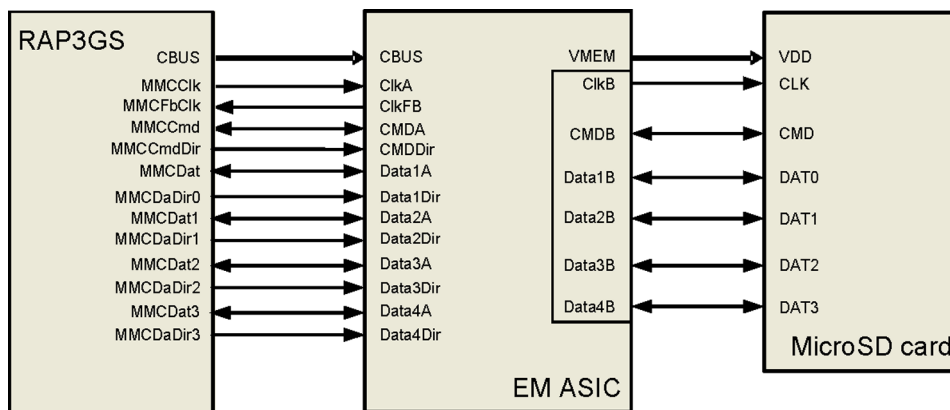 RAP3GS
CBUS
MMCClk
MMCFbClk
MMCCmd
MMCCmdDir
MMCDat
MMCDaDir0
MMCDat1
MMCDaDir1
MMCDat2
MMCDaDir2
MMCDat3
MMCDaDir3
CBUS
ClkA
ClkFB
CMDA
CMDDir
Data1A
Data1Dir
Data2A
Data2Dir
Data3A
Data3Dir
Data4A
Data4Dir
VMEM
ClkB
CMDB
Data1B
Data2B
Data3B
Data4B
EM ASIC
VDD
CLK
CMD
DAT0
DAT1
DAT2
DAT3
MicroSD card